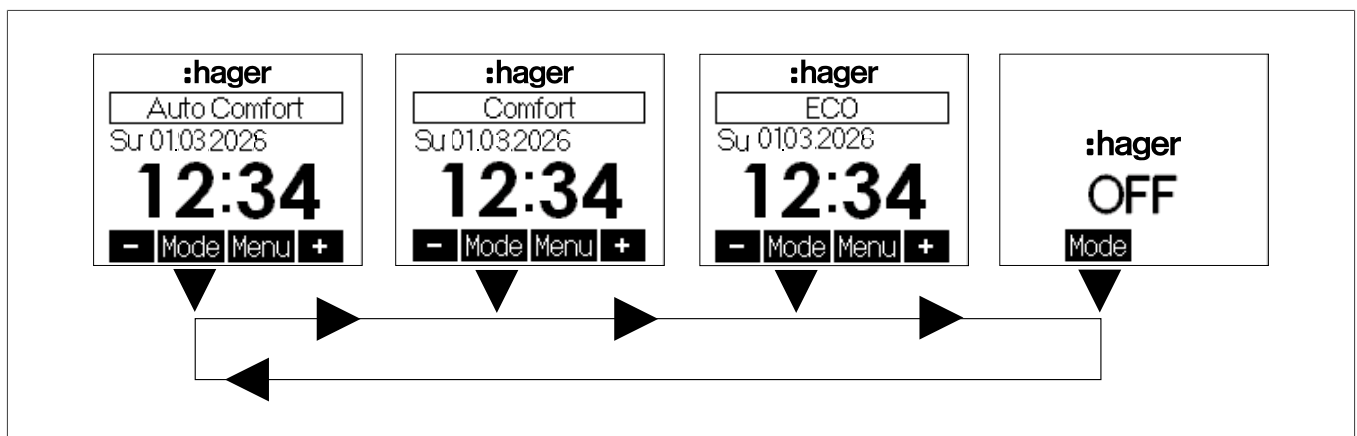 :hager
Auto Comfort
Su 01.03.2026
12:34
− Mode Menu +
:hager
Comfort
Su 01.03.2026
12:34
− Mode Menu +
:hager
ECO
Su 01.03.2026
12:34
− Mode Menu +
:hager
OFF
Mode